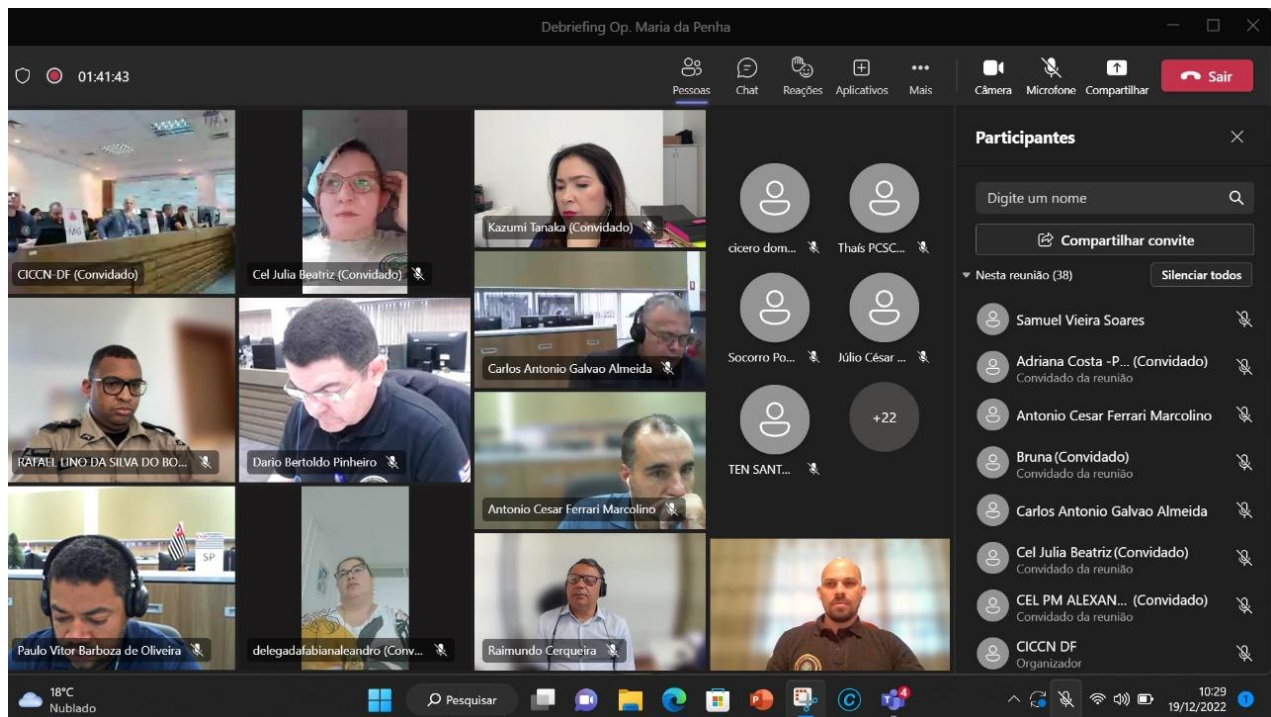 Debriefing Op. Maria da Penha
01:41:43
Pessoas
Chat
Reações
Aplicativos
Mais
Câmera
Microfone
Compartilhar
Sair
MG
CICCN-DF (Convidado)
Cel Julia Beatriz (Convidado)
Kazumi Tanaka (Convidado)
cicero dom...
Thaís PCSC...
RAFAEL LINO DA SILVA DO BO...
Dario Bertoldo Pinheiro
Carlos Antonio Galvao Almeida
Socorro Po...
Júlio César ...
Antonio Cesar Ferrari Marcolino
TEN SANT...
+22
SP
Paulo Vitor Barboza de Oliveira
delegadafabianaleandro (Conv...
Raimundo Cerqueira
Participantes
Digite um nome
Compartilhar convite
Nesta reunião (38)
Silenciar todos
Samuel Vieira Soares
Adriana Costa -P... (Convidado)
Convidado da reunião
Antonio Cesar Ferrari Marcolino
Bruna (Convidado)
Convidado da reunião
Carlos Antonio Galvao Almeida
Cel Julia Beatriz (Convidado)
Convidado da reunião
CEL PM ALEXAN... (Convidado)
Convidado da reunião
CICCN DF
Organizador
18°C
Nublado
Pesquisar
4
10:29
19/12/2022
1